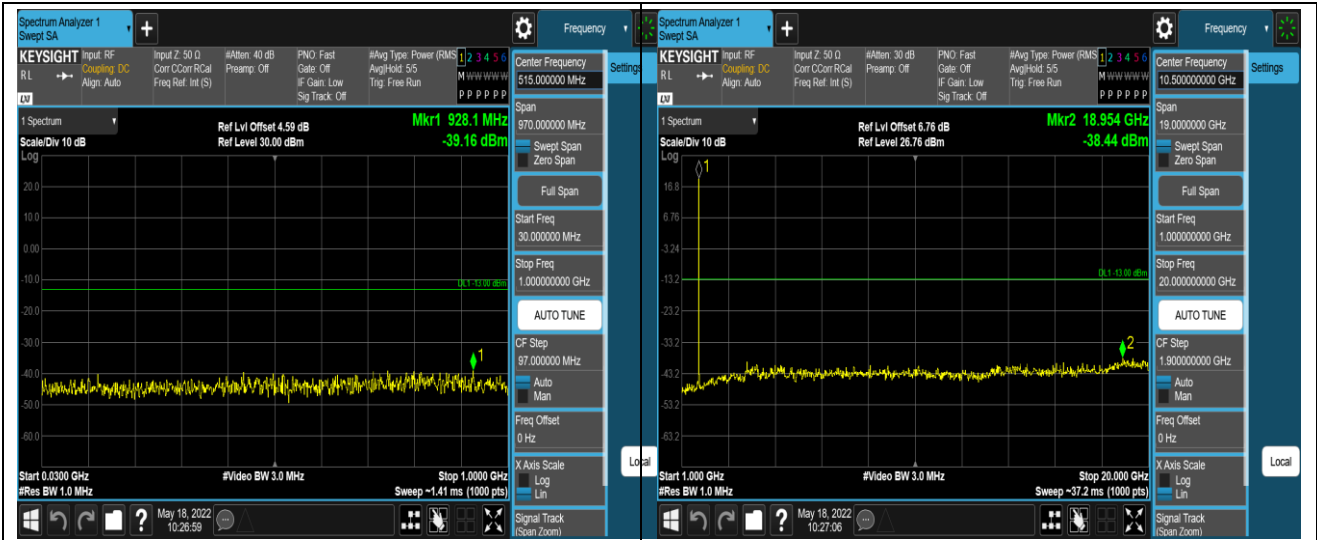 Spectrum Analyzer 1
Swept SA
Frequency
KEYSIGHT
Input: RF
Coupling: DC
Align: Auto
Input Z: 50 Ω
Corr CCorr RCal
Freq Ref: Int (S)
#Atten: 40 dB
Preamp: Off
PNO: Fast
Gate: Off
IF Gain: Low
Sig Track: Off
#Avg Type: Power (RMS
Avg|Hold: 5/5
Trig: Free Run
1 2 3 4 5 6
M W W W W W
P P P P P P
RL
LXI
Center Frequency
515.000000 MHz
Settings
1 Spectrum
Scale/Div 10 dB
Log
Ref Lvl Offset 4.59 dB
Ref Level 30.00 dBm
Mkr1 928.1 MHz
-39.16 dBm
Span
970.000000 MHz
Swept Span
Zero Span
Full Span
Start Freq
30.000000 MHz
Stop Freq
1.000000000 GHz
AUTO TUNE
CF Step
97.000000 MHz
Auto
Man
Freq Offset
0 Hz
X Axis Scale
Log
Lin
Signal Track
(Span Zoom)
Local
20.0
10.0
0.00
-10.0
DL1 -13.00 dBm
-20.0
-30.0
1
-40.0
-50.0
-60.0
Start 0.0300 GHz
#Res BW 1.0 MHz
#Video BW 3.0 MHz
Stop 1.0000 GHz
Sweep ~1.41 ms (1000 pts)
?
May 18, 2022
10:26:59
Spectrum Analyzer 1
Swept SA
Frequency
KEYSIGHT
Input: RF
Coupling: DC
Align: Auto
Input Z: 50 Ω
Corr CCorr RCal
Freq Ref: Int (S)
#Atten: 30 dB
Preamp: Off
PNO: Fast
Gate: Off
IF Gain: Low
Sig Track: Off
#Avg Type: Power (RMS
Avg|Hold: 5/5
Trig: Free Run
1 2 3 4 5 6
M W W W W W
P P P P P P
RL
LXI
Center Frequency
10.500000000 GHz
Settings
1 Spectrum
Scale/Div 10 dB
Log
Ref Lvl Offset 6.76 dB
Ref Level 26.76 dBm
Mkr2 18.954 GHz
-38.44 dBm
Span
19.0000000 GHz
Swept Span
Zero Span
Full Span
Start Freq
1.000000000 GHz
Stop Freq
20.000000000 GHz
AUTO TUNE
CF Step
1.900000000 GHz
Auto
Man
Freq Offset
0 Hz
X Axis Scale
Log
Lin
Signal Track
(Span Zoom)
Local
1
16.8
6.76
-3.24
-13.2
DL1 -13.00 dBm
-23.2
-33.2
2
-43.2
-53.2
-63.2
Start 1.000 GHz
#Res BW 1.0 MHz
#Video BW 3.0 MHz
Stop 20.000 GHz
Sweep ~37.2 ms (1000 pts)
?
May 18, 2022
10:27:06